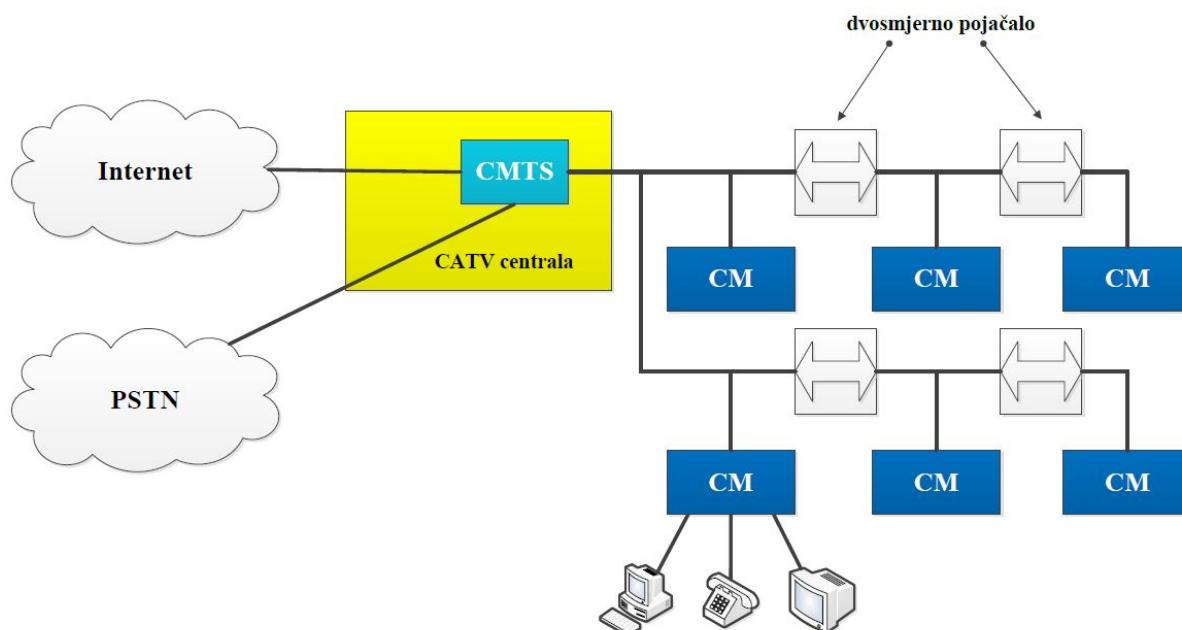 dvosmjerno pojačalo
Internet
CMTS
CATV centrala
CM
CM
CM
PSTN
CM
CM
CM